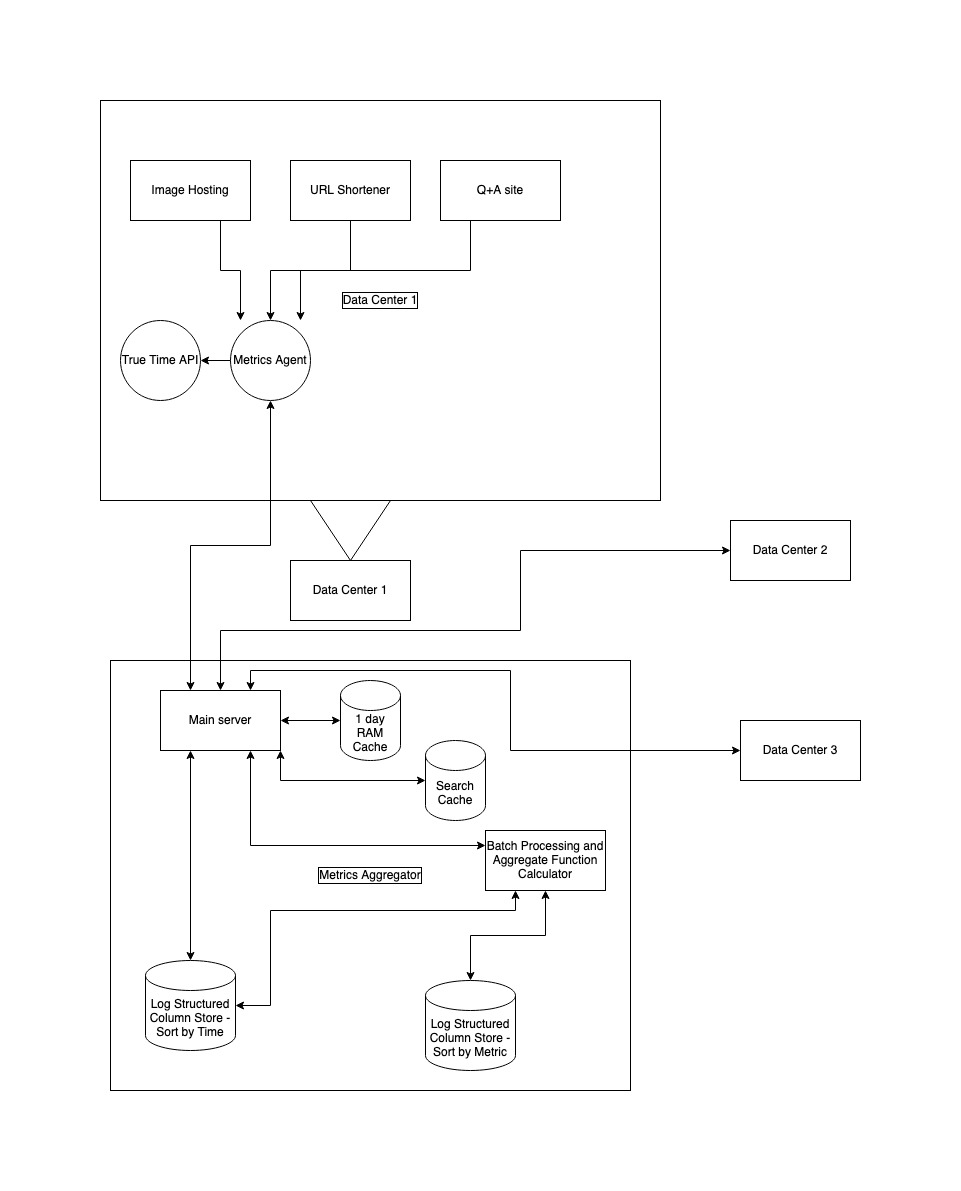 Image Hosting
URL Shortener
Q+A site
Data Center 1
True Time API
Metrics Agent
Data Center 2
Data Center 1
Main server
1 day
RAM
Cache
Data Center 3
Search
Cache
Batch Processing and
Aggregate Function
Calculator
Metrics Aggregator
Log Structured
Column Store -
Sort by Time
Log Structured
Column Store -
Sort by Metric